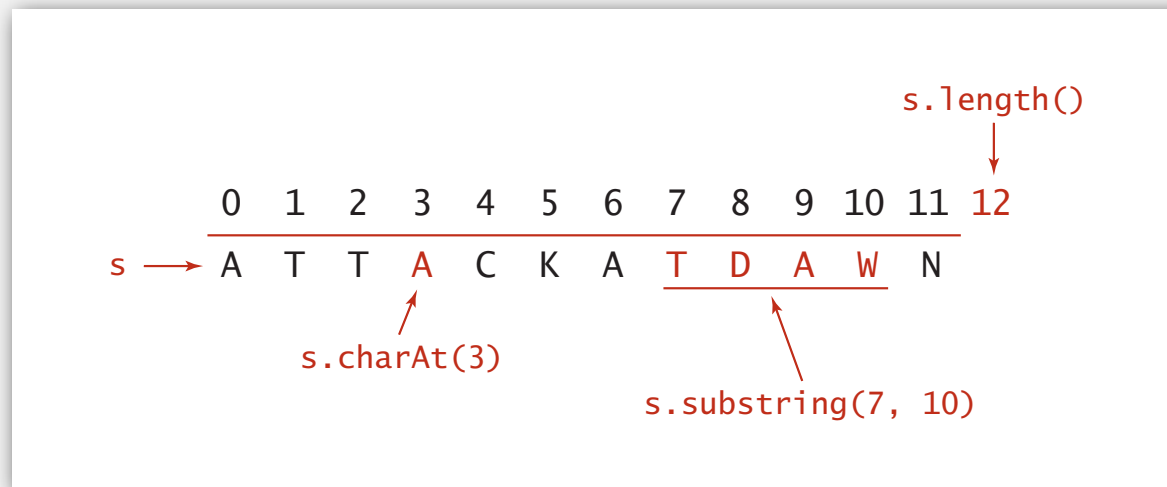 s.length()
0 1 2 3 4 5 6 7 8 9 10 11 12
s A T T A C K A T D A W N
s.charAt(3)
s.substring(7, 10)